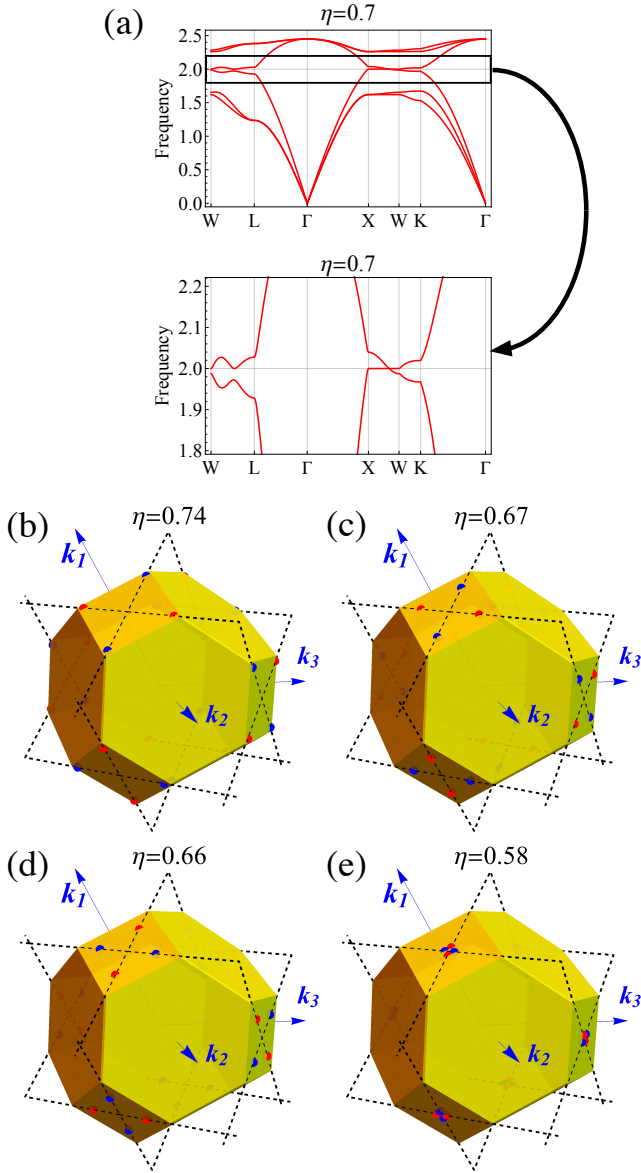 (a)
η=0.7
Frequency
2.5
2.0
1.5
1.0
0.5
0.0
W L Γ X W K Γ
η=0.7
Frequency
2.2
2.1
2.0
1.9
1.8
W L Γ X W K Γ
(b) η=0.74
k1
k2
k3
(c) η=0.67
k1
k2
k3
(d) η=0.66
k1
k2
k3
(e) η=0.58
k1
k2
k3